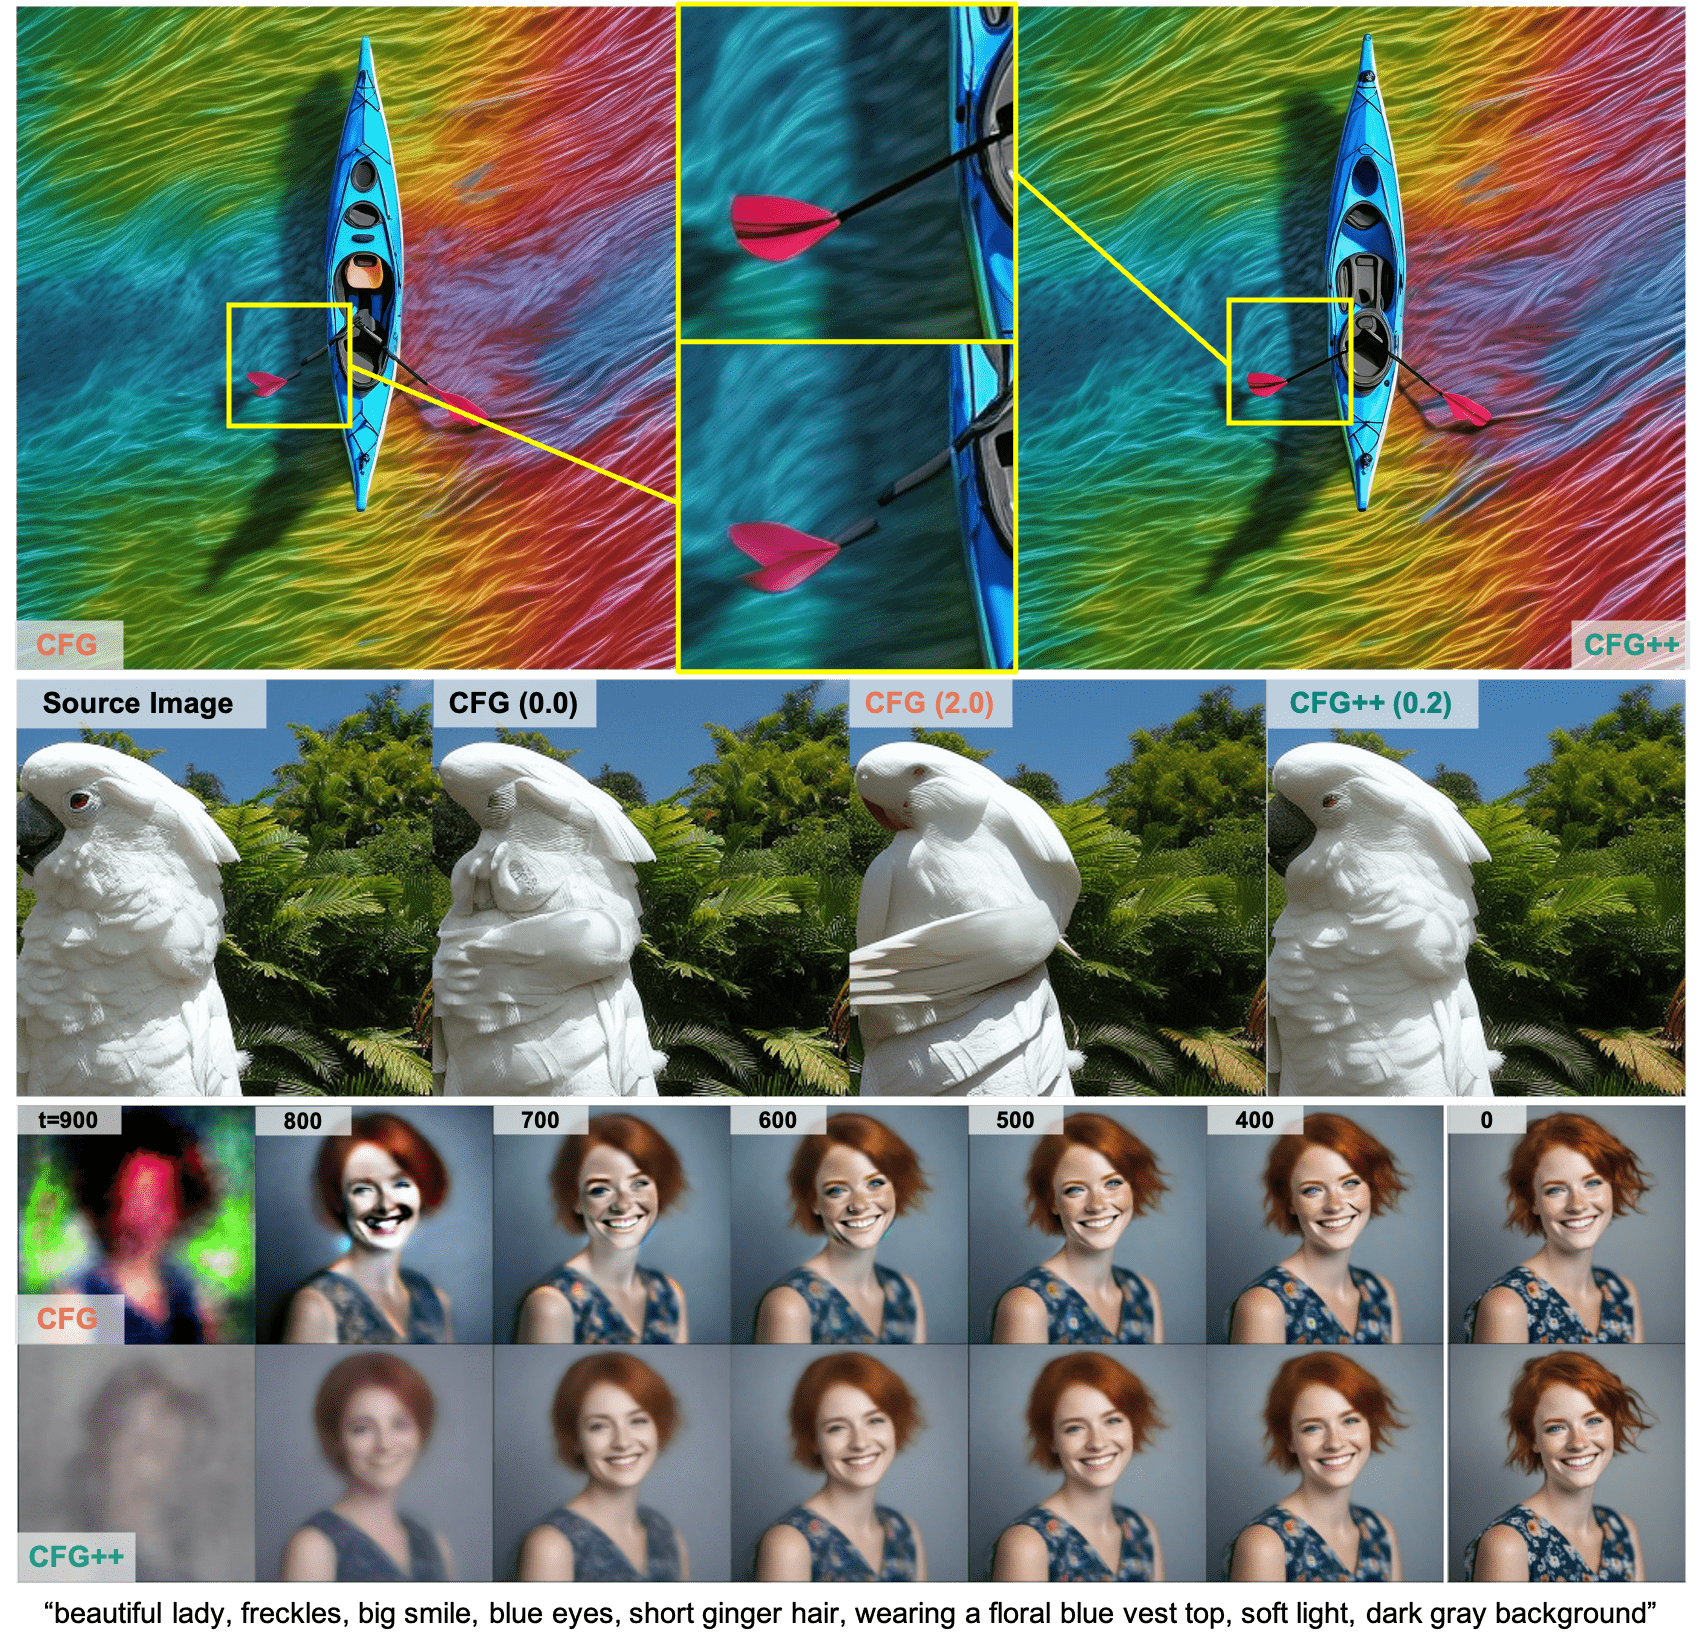 CFG
CFG++
Source Image
CFG (0.0)
CFG (2.0)
CFG++ (0.2)
t=900
800
700
600
500
400
0
CFG
CFG++
“beautiful lady, freckles, big smile, blue eyes, short ginger hair, wearing a floral blue vest top, soft light, dark gray background”